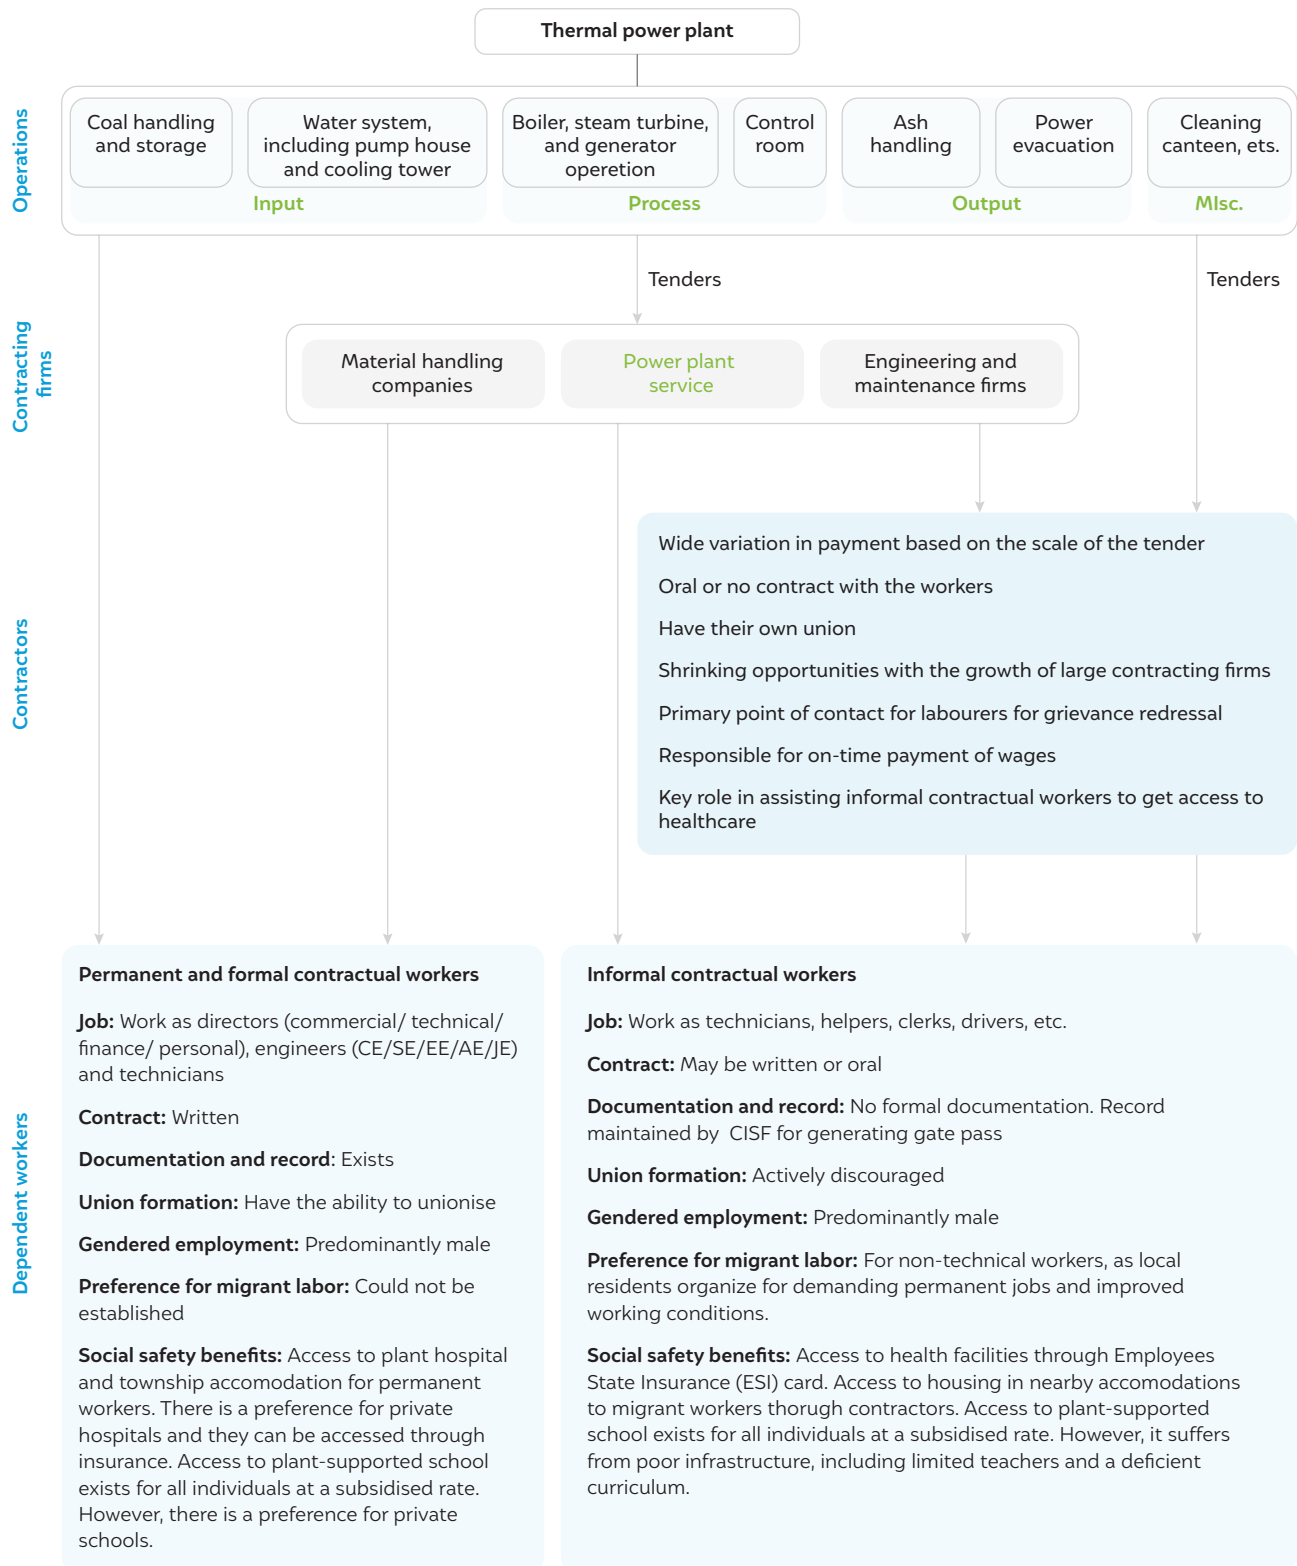 Thermal power plant
Operations
Coal handling
and storage
Water system,
including pump house
and cooling tower
Input
Boiler, steam turbine,
and generator
operetion
Control
room
Process
Ash
handling
Power
evacuation
Output
Cleaning
canteen, ets.
MIsc.
Tenders
Tenders
Contracting
firms
Material handling
companies
Power plant
service
Engineering and
maintenance firms
Contractors
Wide variation in payment based on the scale of the tender
Oral or no contract with the workers
Have their own union
Shrinking opportunities with the growth of large contracting firms
Primary point of contact for labourers for grievance redressal
Responsible for on-time payment of wages
Key role in assisting informal contractual workers to get access to
healthcare
Dependent workers
Permanent and formal contractual workers
Job: Work as directors (commercial/ technical/
finance/ personal), engineers (CE/SE/EE/AE/JE)
and technicians
Contract: Written
Documentation and record: Exists
Union formation: Have the ability to unionise
Gendered employment: Predominantly male
Preference for migrant labor: Could not be
established
Social safety benefits: Access to plant hospital
and township accomodation for permanent
workers. There is a preference for private
hospitals and they can be accessed through
insurance. Access to plant-supported school
exists for all individuals at a subsidised rate.
However, there is a preference for private
schools.
Informal contractual workers
Job: Work as technicians, helpers, clerks, drivers, etc.
Contract: May be written or oral
Documentation and record: No formal documentation. Record
maintained by CISF for generating gate pass
Union formation: Actively discouraged
Gendered employment: Predominantly male
Preference for migrant labor: For non-technical workers, as local
residents organize for demanding permanent jobs and improved
working conditions.
Social safety benefits: Access to health facilities through Employees
State Insurance (ESI) card. Access to housing in nearby accomodations
to migrant workers thorugh contractors. Access to plant-supported
school exists for all individuals at a subsidised rate. However, it suffers
from poor infrastructure, including limited teachers and a deficient
curriculum.